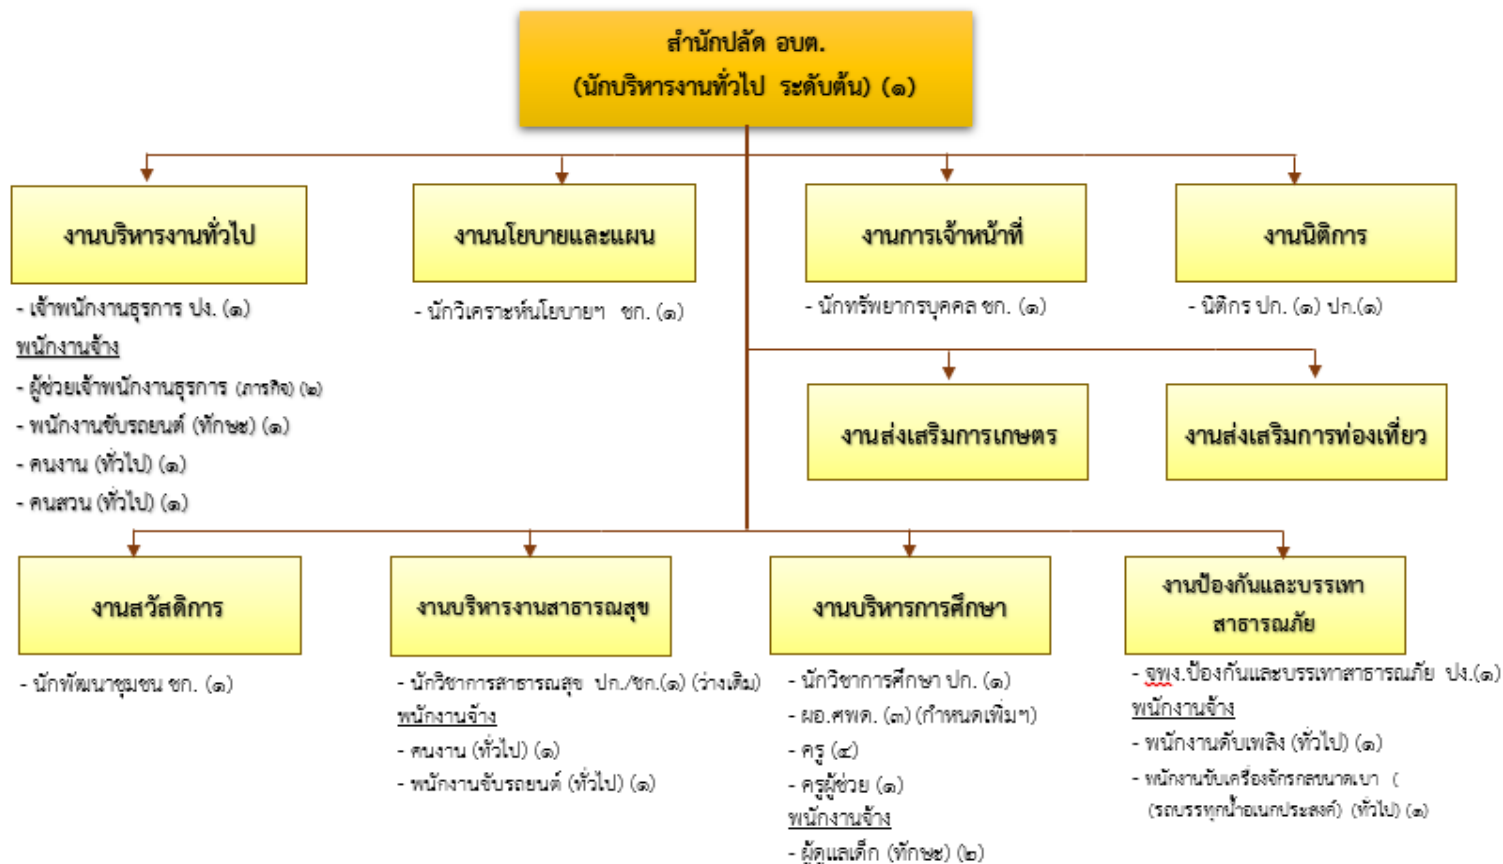 สำนักปลัด อบต.
(นักบริหารงานทั่วไป ระดับต้น) (๑)
งานบริหารงานทั่วไป
- เจ้าพนักงานธุรการ ปง. (๑)
พนักงานจ้าง
- ผู้ช่วยเจ้าพนักงานธุรการ (ภารกิจ) (๒)
- พนักงานขับรถยนต์ (ทักษะ) (๑)
- คนงาน (ทั่วไป) (๑)
- คนสวน (ทั่วไป) (๑)
งานนโยบายและแผน
- นักวิเคราะห์นโยบายฯ ชก. (๑)
งานการเจ้าหน้าที่
- นักทรัพยากรบุคคล ชก. (๑)
งานนิติการ
- นิติกร ปก. (๑) ปก.(๑)
งานส่งเสริมการเกษตร
งานส่งเสริมการท่องเที่ยว
งานสวัสดิการ
- นักพัฒนาชุมชน ชก. (๑)
งานบริหารงานสาธารณสุข
- นักวิชาการสาธารณสุข ปก./ชก.(๑) (ว่างเดิม)
พนักงานจ้าง
- คนงาน (ทั่วไป) (๑)
- พนักงานขับรถยนต์ (ทั่วไป) (๑)
งานบริหารการศึกษา
- นักวิชาการศึกษา ปก. (๑)
- ผอ.ศพด. (๓) (กำหนดเพิ่มฯ)
- ครู (๔)
- ครูผู้ช่วย (๑)
พนักงานจ้าง
- ผู้ดูแลเด็ก (ทักษะ) (๒)
งานป้องกันและบรรเทา
สาธารณภัย
- จพง.ป้องกันและบรรเทาสาธารณภัย ปง.(๑)
พนักงานจ้าง
- พนักงานดับเพลิง (ทั่วไป) (๑)
- พนักงานขับเครื่องจักรกลขนาดเบา (
(รถบรรทุกน้ำอเนกประสงค์) (ทั่วไป) (๑)